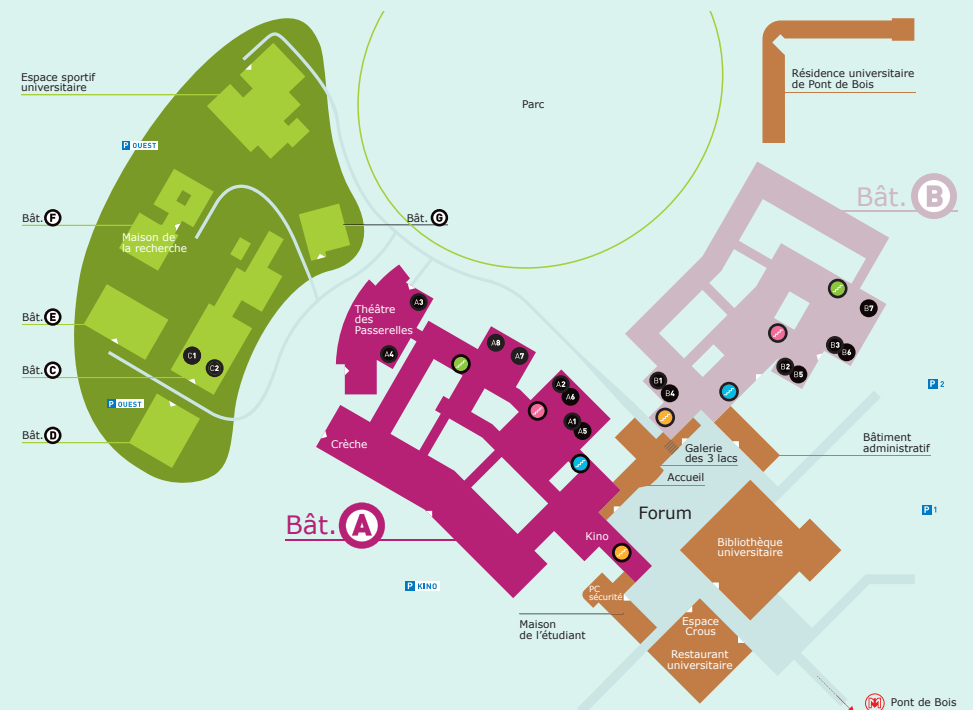 Espace sportif
universitaire
P OUEST
Parc
Résidence universitaire
de Pont de Bois
Bât. B
Bât. F
Maison de
la recherche
Bât. G
Bât. E
Bât. C
C1
C2
P OUEST
Bât. D
Théâtre
des
Passerelles
A3
A4
A8
A7
A2
A6
A1
A5
Crèche
Bât. A
B7
B3
B6
B2
B5
B1
B4
P 2
Galerie
des 3 lacs
Bâtiment
administratif
Accueil
Forum
P 1
Kino
Bibliothèque
universitaire
P KINO
PC
sécurité
Maison
de l'étudiant
Espace
Crous
Restaurant
universitaire
M Pont de Bois